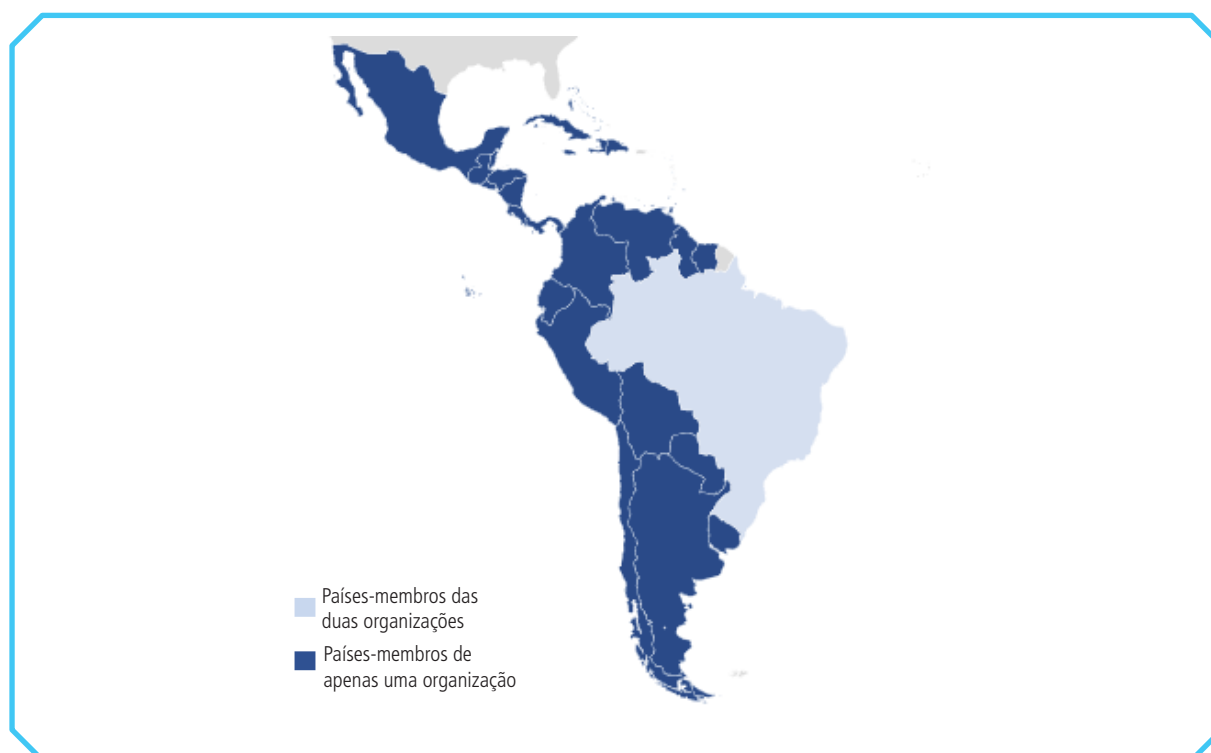 Países-membros das
duas organizações
Países-membros de
apenas uma organização